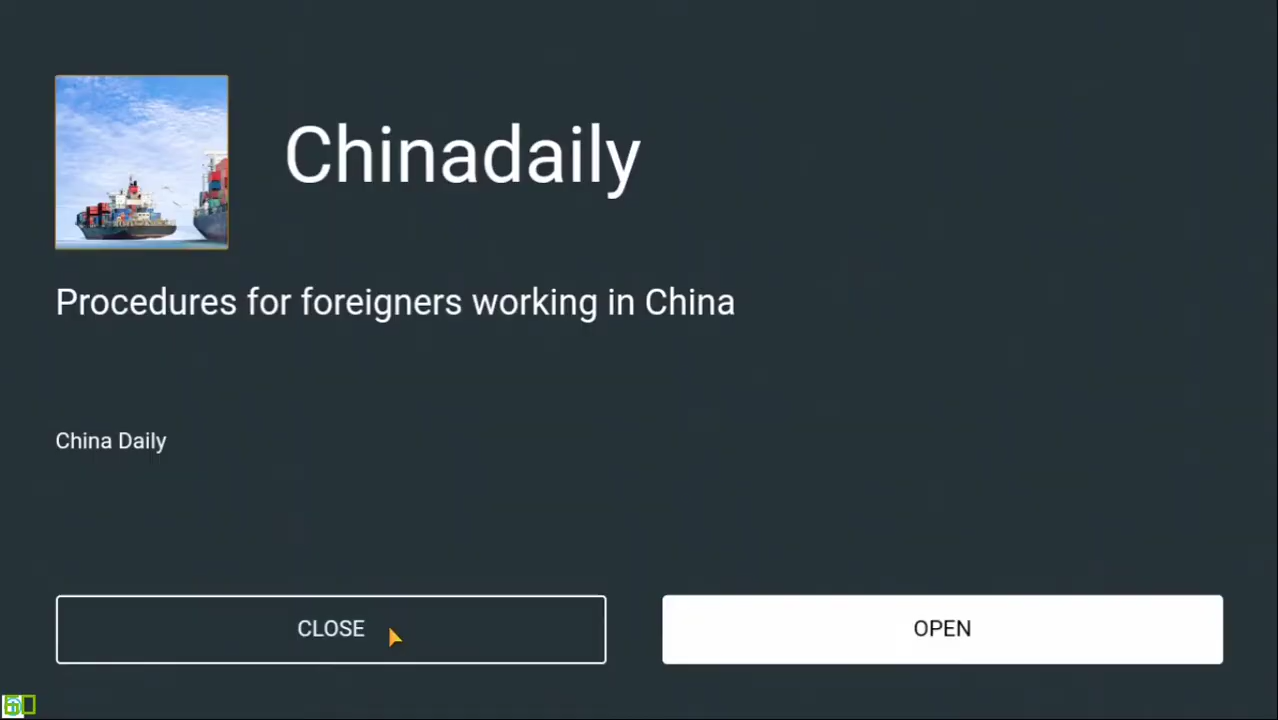 Chinadaily
Procedures for foreigners working in China
China Daily
CLOSE
OPEN